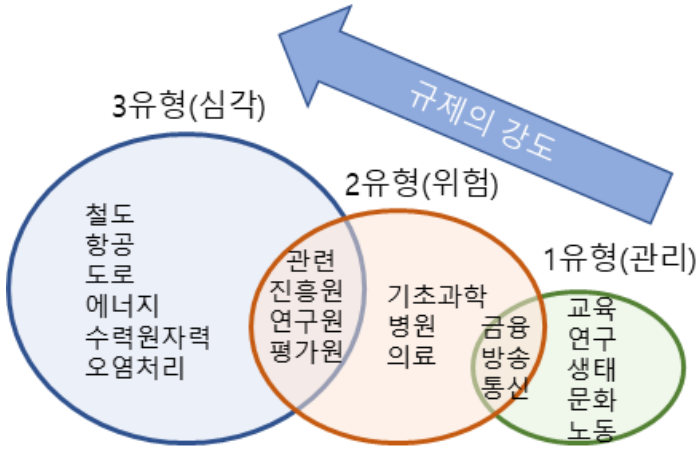 규제의 강도
3유형(심각)
철도
항공
도로
에너지
수력원자력
오염처리
관련
진흥원
연구원
평가원
2유형(위험)
기초과학
병원
의료
금융
방송
통신
1유형(관리)
교육
연구
생태
문화
노동